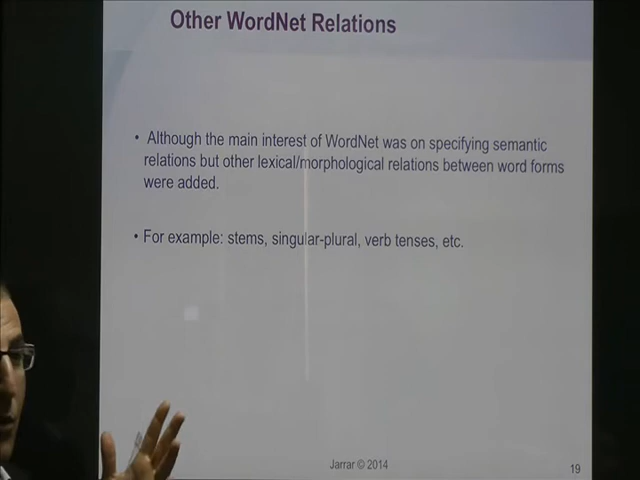 Other WordNet Relations
• Although the main interest of WordNet was on specifying semantic
relations but other lexical/morphological relations between word forms
were added.
• For example: stems, singular-plural, verb tenses, etc.
Jarrar © 2014
19